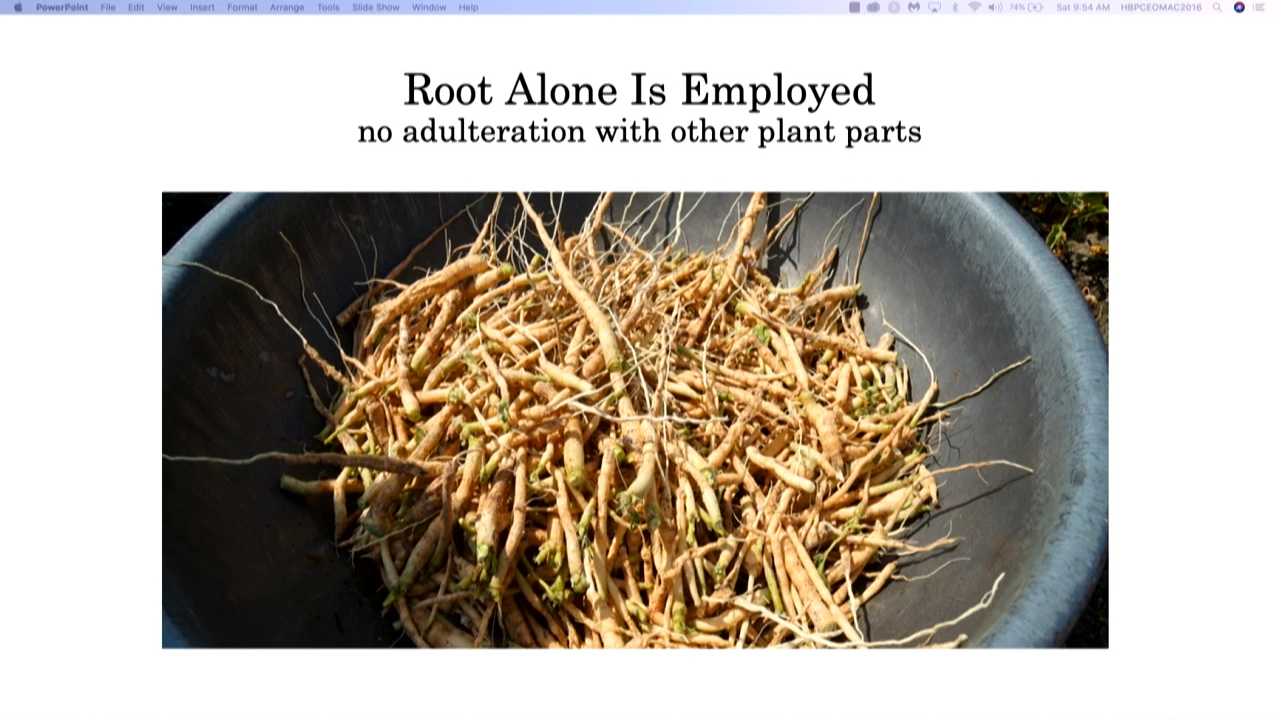 PowerPoint File Edit View Insert Format Arrange Tools Slide Show Window Help 74% Sat 9:54 AM HBPCEOMAC2016
Root Alone Is Employed
no adulteration with other plant parts